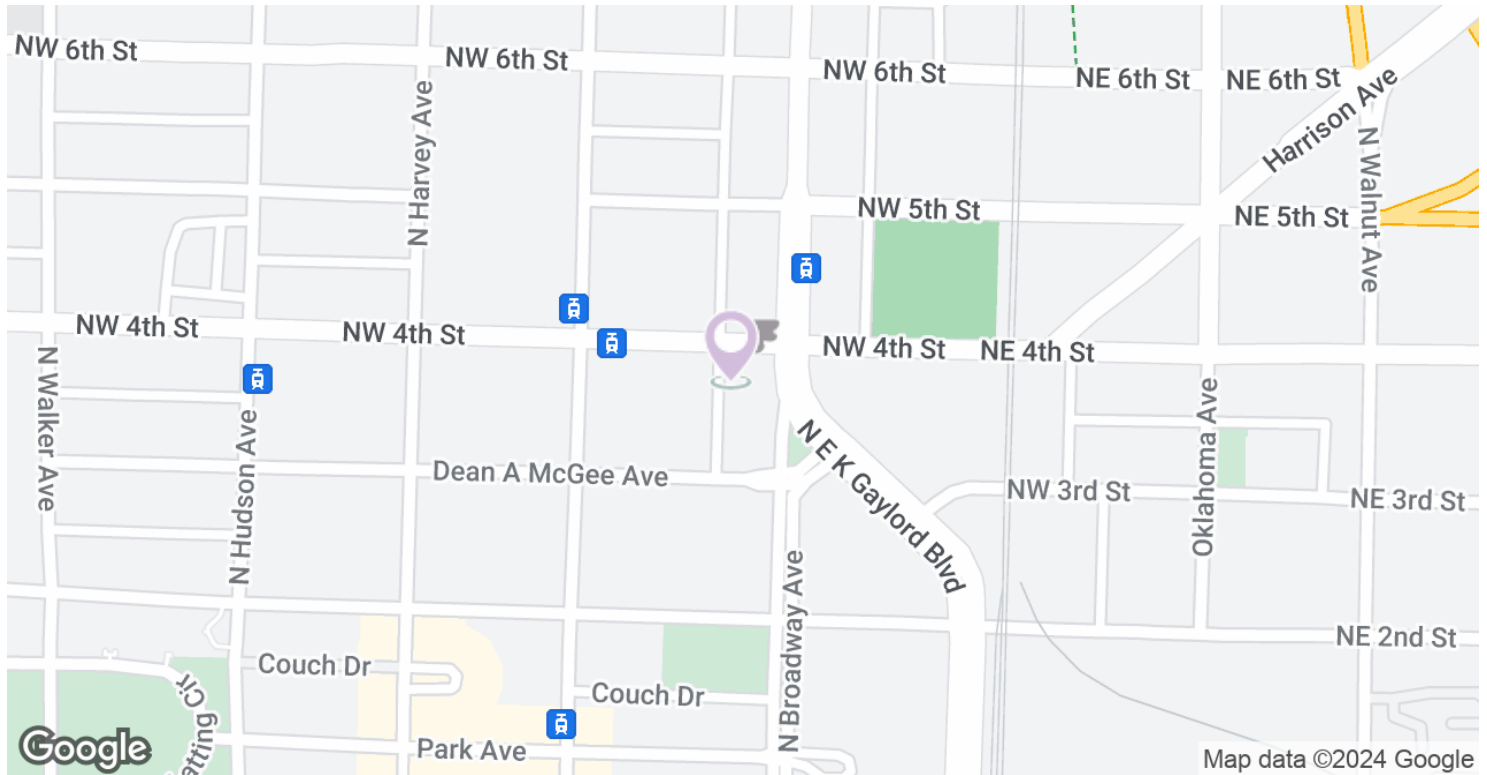 NW 6th St
NW 6th St
NW 6th St
NE 6th St
NE 6th St
Harrison Ave
N Harvey Ave
N Walnut Ave
NW 5th St
NE 5th St
NW 4th St
NW 4th St
NW 4th St
NE 4th St
N Walker Ave
N Hudson Ave
Oklahoma Ave
Dean A McGee Ave
N E K Gaylord Blvd
NW 3rd St
NE 3rd St
N Broadway Ave
NE 2nd St
Couch Dr
Couch Dr
Park Ave
Google
Map data ©2024 Google